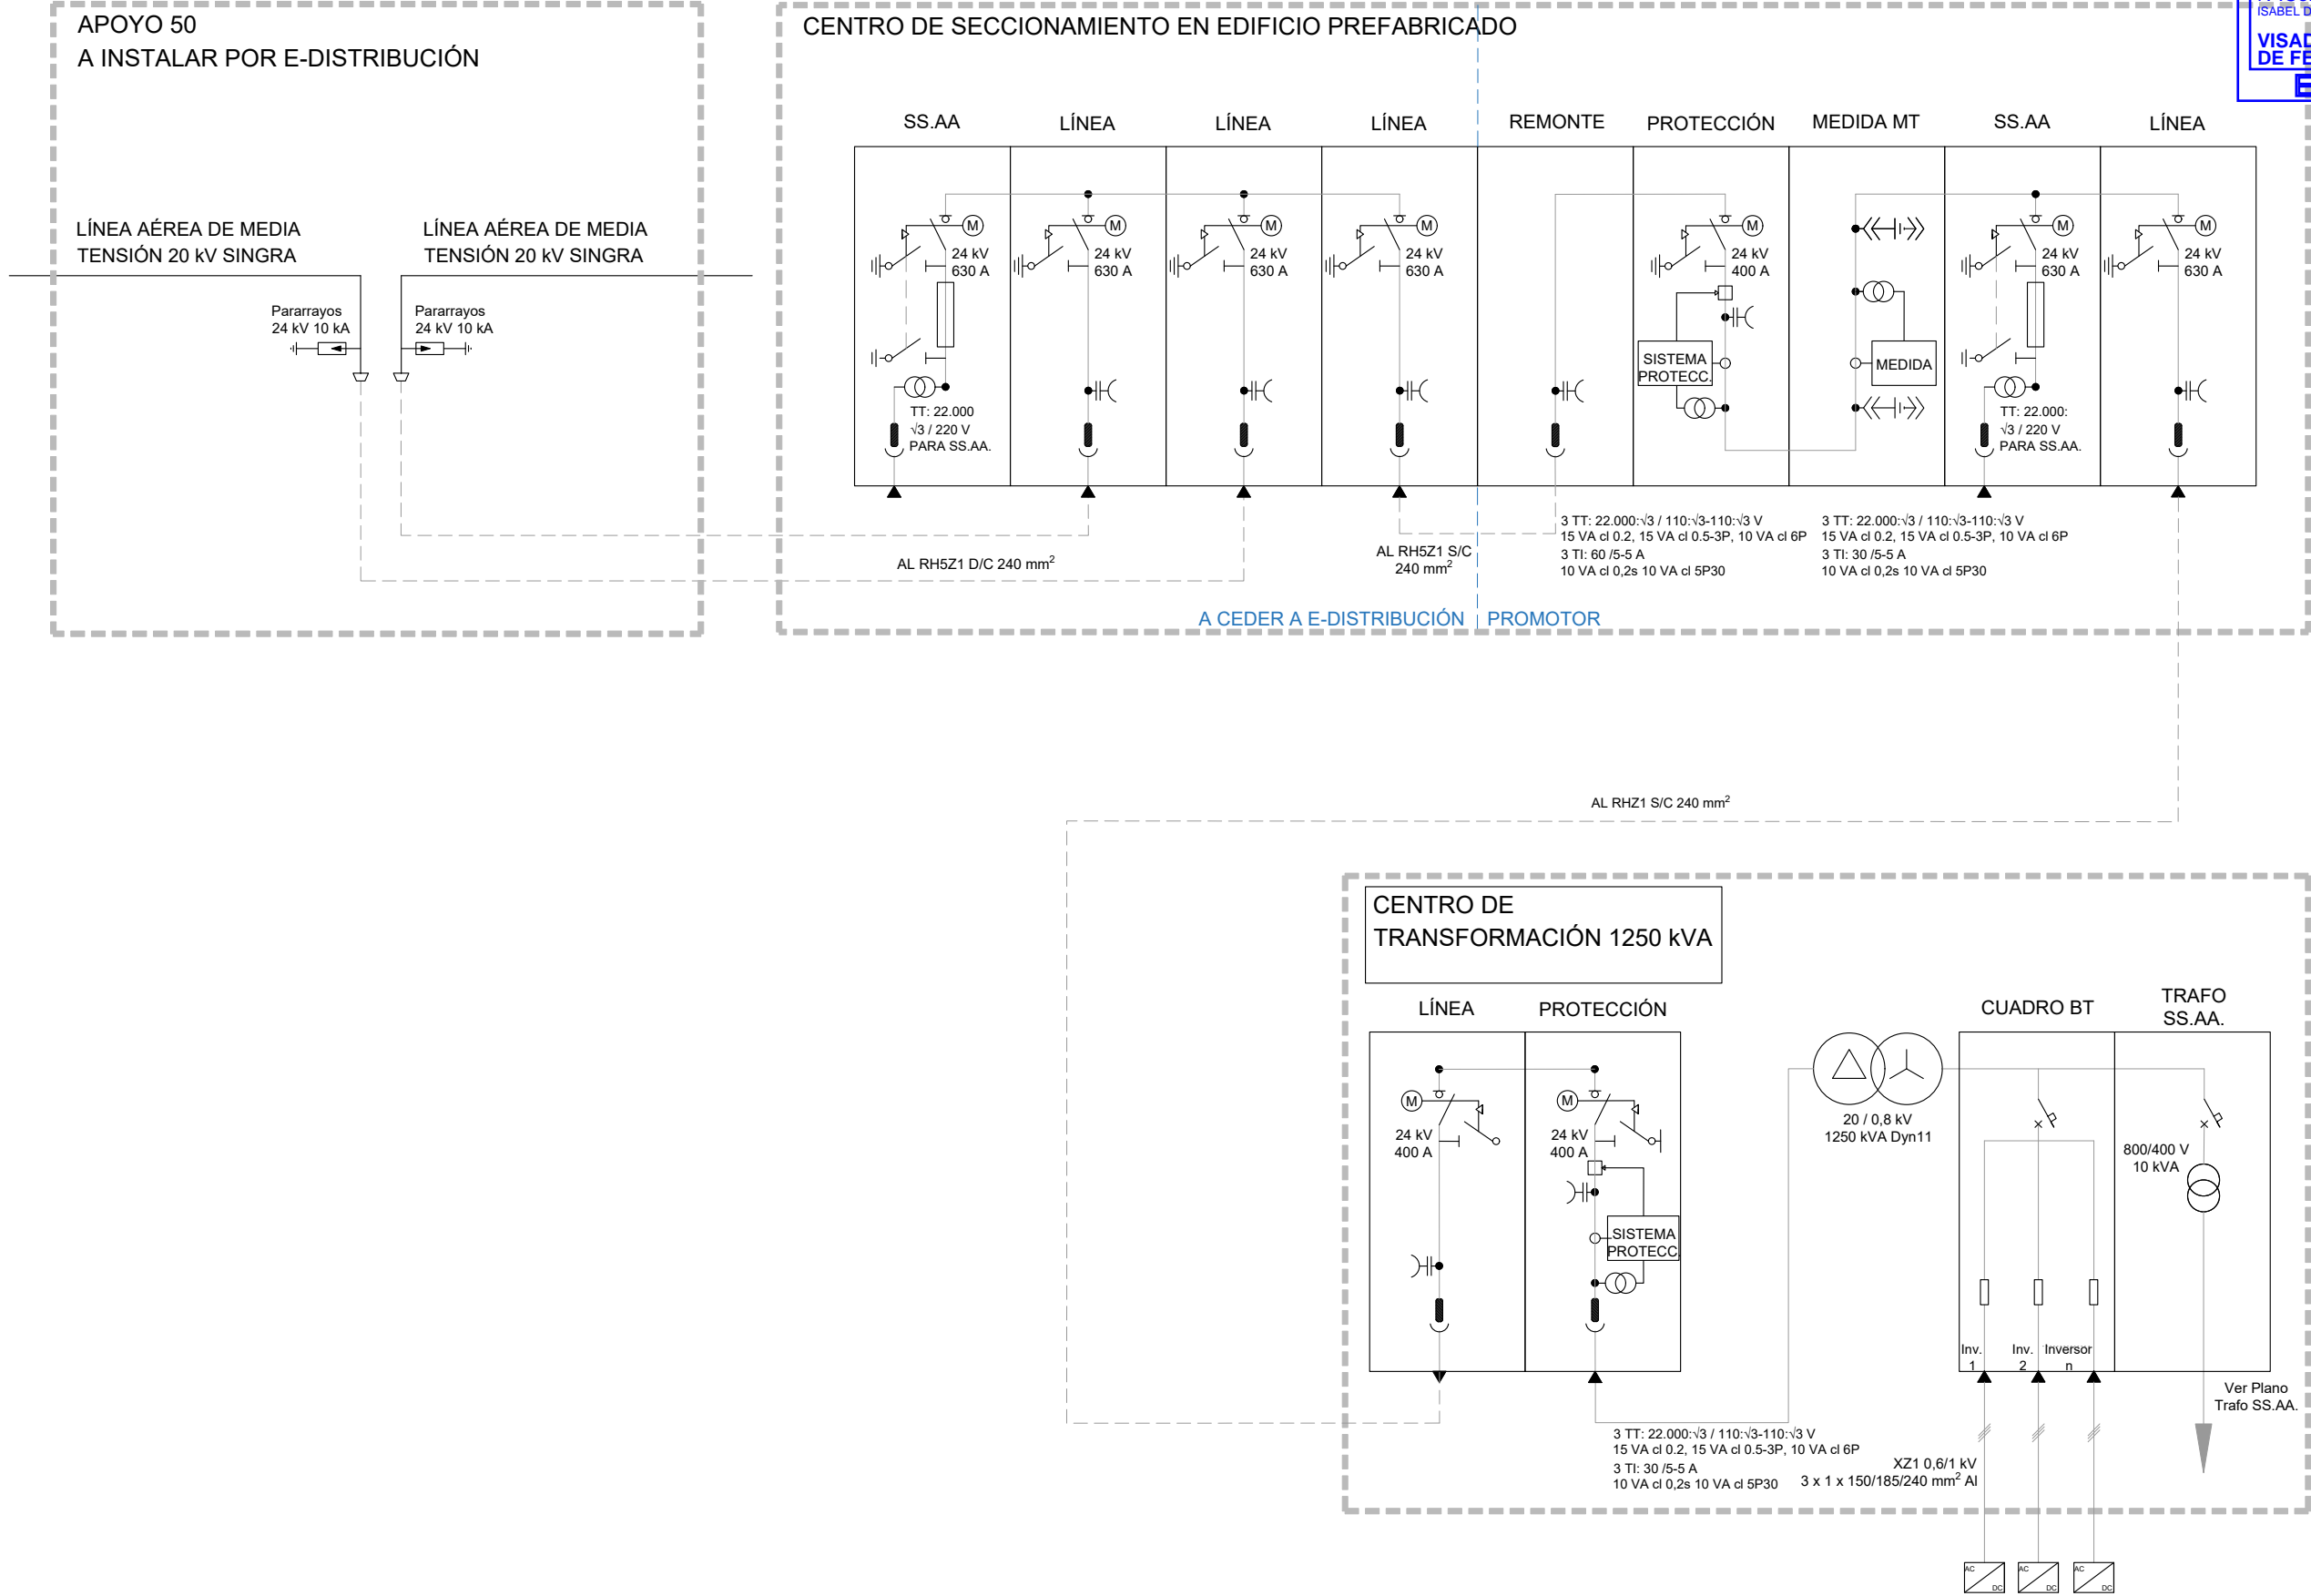 APOYO 50
A INSTALAR POR E-DISTRIBUCIÓN
LÍNEA AÉREA DE MEDIA
TENSIÓN 20 kV SINGRA
LÍNEA AÉREA DE MEDIA
TENSIÓN 20 kV SINGRA
Pararrayos
24 kV 10 kA
Pararrayos
24 kV 10 kA
CENTRO DE SECCIONAMIENTO EN EDIFICIO PREFABRICADO
ISABEL D
VISAD
DE FE
SS.AA
LÍNEA
LÍNEA
LÍNEA
REMONTE
PROTECCIÓN
MEDIDA MT
SS.AA
LÍNEA
M
24 kV
630 A
M
24 kV
630 A
M
24 kV
630 A
M
24 kV
630 A
M
24 kV
400 A
M
24 kV
630 A
M
24 kV
630 A
SISTEMA
PROTECC.
MEDIDA
TT: 22.000
√3 / 220 V
PARA SS.AA.
TT: 22.000:
√3 / 220 V
PARA SS.AA.
AL RH5Z1 D/C 240 mm²
AL RH5Z1 S/C
240 mm²
3 TT: 22.000:√3 / 110:√3-110:√3 V
15 VA cl 0.2, 15 VA cl 0.5-3P, 10 VA cl 6P
3 TI: 60 /5-5 A
10 VA cl 0,2s 10 VA cl 5P30
3 TT: 22.000:√3 / 110:√3-110:√3 V
15 VA cl 0.2, 15 VA cl 0.5-3P, 10 VA cl 6P
3 TI: 30 /5-5 A
10 VA cl 0,2s 10 VA cl 5P30
A CEDER A E-DISTRIBUCIÓN
PROMOTOR
AL RHZ1 S/C 240 mm²
CENTRO DE
TRANSFORMACIÓN 1250 kVA
LÍNEA
PROTECCIÓN
CUADRO BT
TRAFO
SS.AA.
M
24 kV
400 A
M
24 kV
400 A
SISTEMA
PROTECC
20 / 0,8 kV
1250 kVA Dyn11
800/400 V
10 kVA
Inv.
1
Inv.
2
Inversor
n
Ver Plano
Trafo SS.AA.
3 TT: 22.000:√3 / 110:√3-110:√3 V
15 VA cl 0.2, 15 VA cl 0.5-3P, 10 VA cl 6P
3 TI: 30 /5-5 A
10 VA cl 0,2s 10 VA cl 5P30
XZ1 0,6/1 kV
3 x 1 x 150/185/240 mm² Al
AC
DC
AC
DC
AC
DC